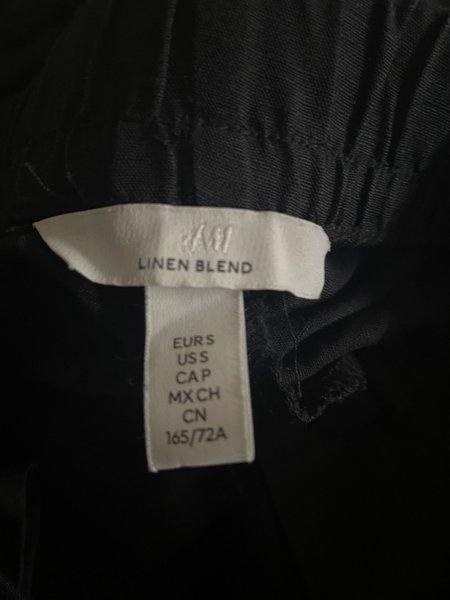 H&M
LINEN BLEND
EUR S
US S
CA P
MX CH
CN
165/72A